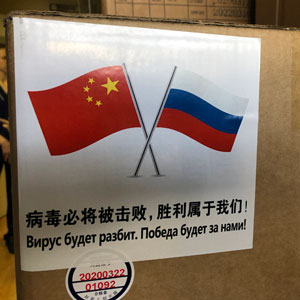 病毒必将被击败，胜利属于我们！
Вирус будет разбит. Победа будет за нами!
20200322
01092